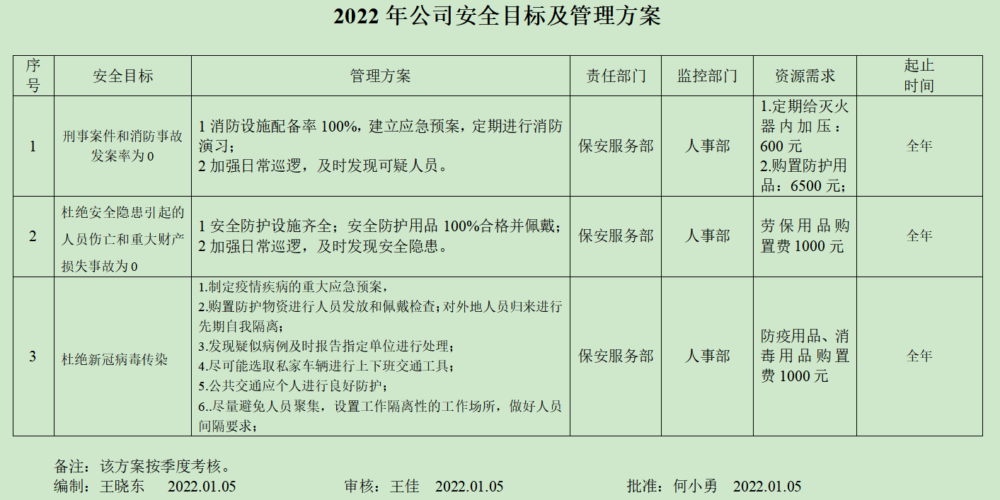 2022 年公司安全目标及管理方案
序
号
安全目标
管理方案
责任部门
监控部门
资源需求
起止
时间
1
刑事案件和消防事故
发案率为 0
1 消防设施配备率 100%，建立应急预案，定期进行消防
演习；
2 加强日常巡逻，及时发现可疑人员。
保安服务部
人事部
1.定期给灭火
器内加压：
600 元
2.购置防护用
品：6500 元；
全年
2
杜绝安全隐患引起的
人员伤亡和重大财产
损失事故为 0
1 安全防护设施齐全；安全防护用品 100%合格并佩戴；
2 加强日常巡逻，及时发现安全隐患。
保安服务部
人事部
劳保用品购
置费 1000 元
全年
3
杜绝新冠病毒传染
1.制定疫情疾病的重大应急预案，
2.购置防护物资进行人员发放和佩戴检查；对外地人员归来进行
先期自我隔离；
3.发现疑似病例及时报告指定单位进行处理；
4.尽可能选取私家车辆进行上下班交通工具；
5.公共交通应个人进行良好防护；
6..尽量避免人员聚集，设置工作隔离性的工作场所，做好人员
间隔要求；
保安服务部
人事部
防疫用品、消
毒用品购置
费 1000 元
全年
备注：该方案按季度考核。
编制：王晓东 2022.01.05 审核：王佳 2022.01.05 批准：何小勇 2022.01.05